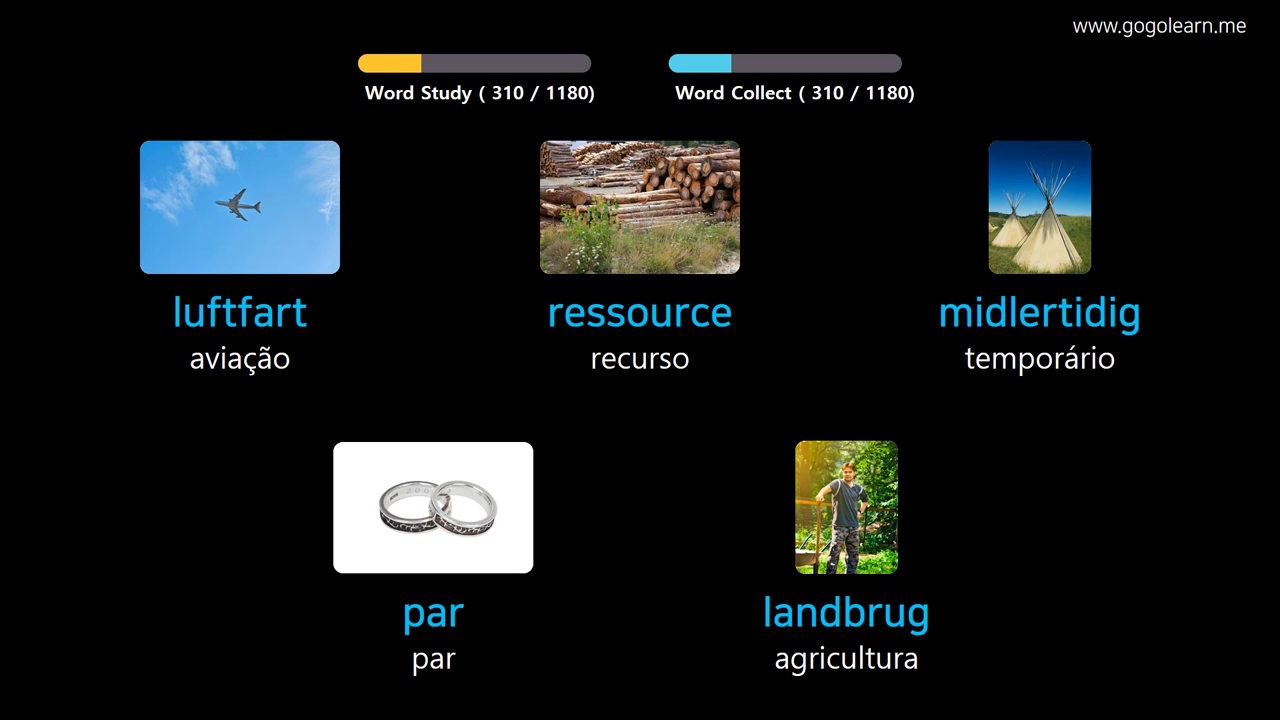 www.gogolearn.me
Word Study ( 310 / 1180)
Word Collect ( 310 / 1180)
luftfart
aviação
ressource
recurso
midlertidig
temporário
par
par
landbrug
agricultura